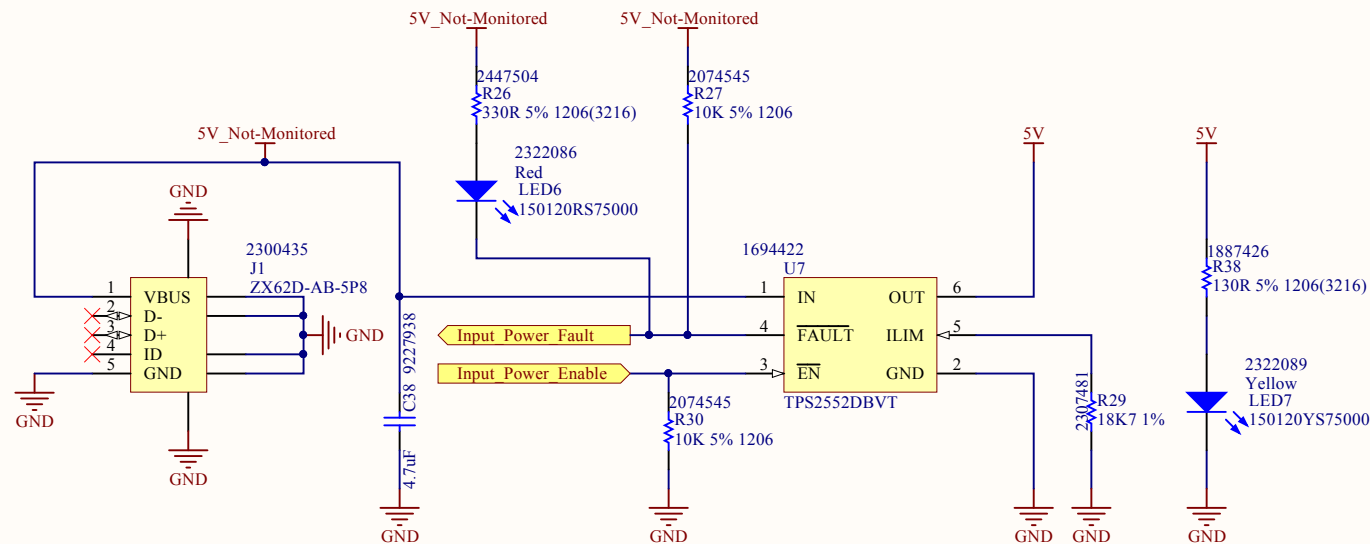 5V_Not-Monitored
5V_Not-Monitored
2447504
R26
330R 5% 1206(3216)
2074545
R27
10K 5% 1206
5V_Not-Monitored
5V
5V
2322086
Red
LED6
150120RS75000
GND
2300435
J1
ZX62D-AB-5P8
1694422
U7
1887426
R38
130R 5% 1206(3216)
1 VBUS
2 D-
3 D+
4 ID
5 GND
GND
1 IN
OUT 6
Input_Power_Fault
4 FAULT
ILIM 5
Input_Power_Enable
3 EN
GND 2
TPS2552DBVT
C38 9227938
4.7uF
2074545
R30
10K 5% 1206
2307481
R29
18K7 1%
2322089
Yellow
LED7
150120YS75000
GND
GND
GND
GND
GND
GND
GND